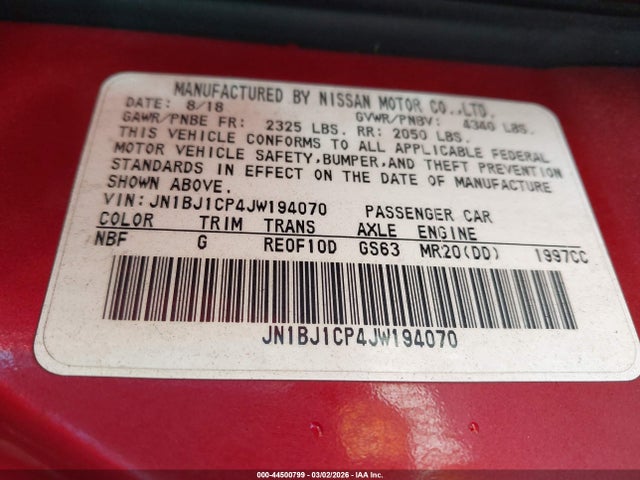 MANUFACTURED BY NISSAN MOTOR CO.,LTD.
DATE: 8/18 GVWR/PNBV: 4340 LBS.
GAWR/PNBE FR: 2325 LBS. RR: 2050 LBS.
THIS VEHICLE CONFORMS TO ALL APPLICABLE FEDERAL
MOTOR VEHICLE SAFETY, BUMPER, AND THEFT PREVENTION
STANDARDS IN EFFECT ON THE DATE OF MANUFACTURE
SHOWN ABOVE.
VIN: JN1BJ1CP4JW194070 PASSENGER CAR
COLOR TRIM TRANS AXLE ENGINE
NBF G RE0F10D GS63 MR20(DD) 1997CC
JN1BJ1CP4JW194070
000-44500799 | 03/02/2026 - IAA Inc.